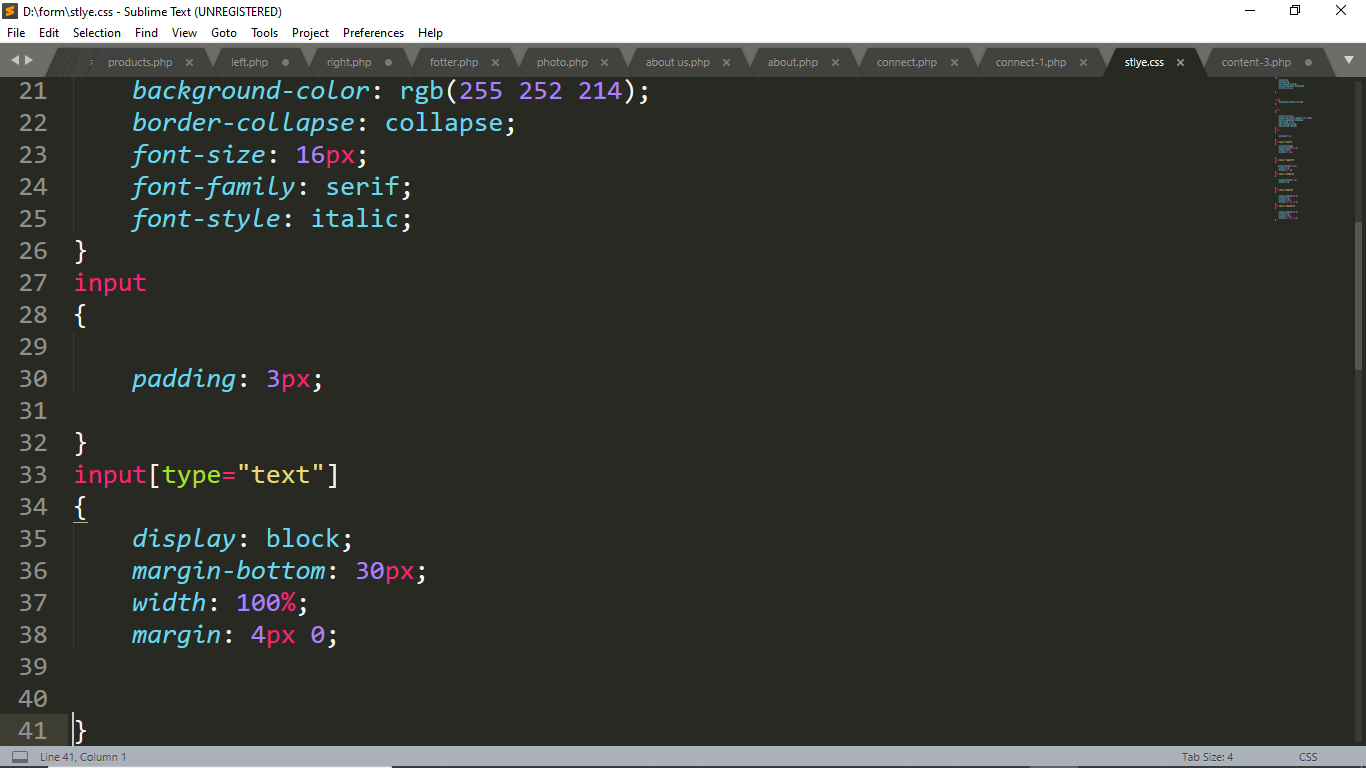 D:\form\stlye.css - Sublime Text (UNREGISTERED)
File Edit Selection Find View Goto Tools Project Preferences Help
products.php left.php right.php fotter.php photo.php about us.php about.php connect.php connect-1.php stlye.css content-3.php
21 background-color: rgb(255 252 214);
22 border-collapse: collapse;
23 font-size: 16px;
24 font-family: serif;
25 font-style: italic;
26 }
27 input
28 {
29
30 padding: 3px;
31
32 }
33 input[type="text"]
34 {
35 display: block;
36 margin-bottom: 30px;
37 width: 100%;
38 margin: 4px 0;
39
40
41 }
Line 41, Column 1 Tab Size: 4 CSS